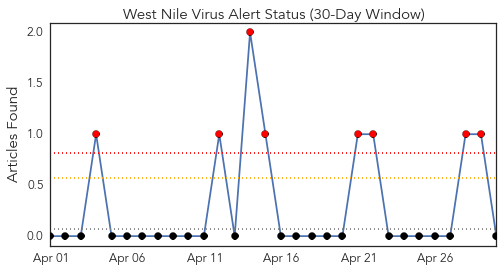 West Nile Virus Alert Status (30-Day Window)
Articles Found
2.0
1.5
1.0
0.5
0.0
Apr 01
Apr 06
Apr 11
Apr 16
Apr 21
Apr 26